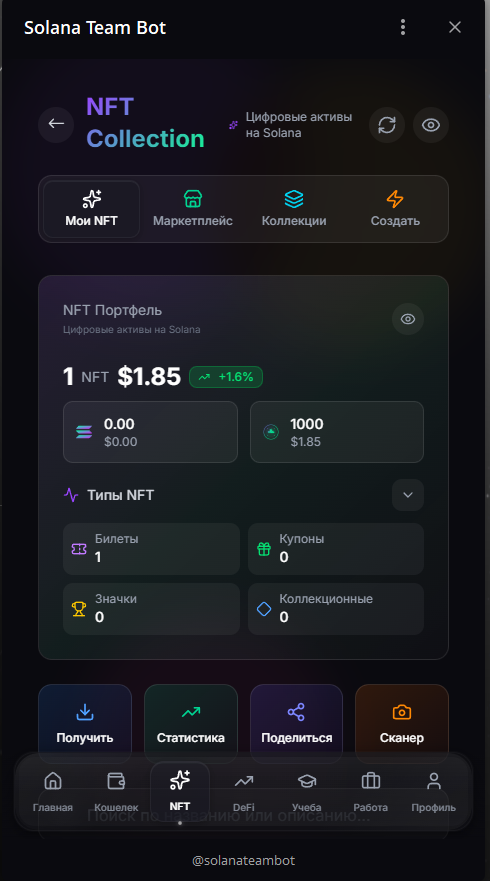 Solana Team Bot
NFT
Collection
Цифровые активы
на Solana
Мои NFT
Маркетплейс
Коллекции
Создать
NFT Портфель
Цифровые активы на Solana
1 NFT $1.85 +1.6%
0.00
$0.00
1000
$1.85
Типы NFT
Билеты
1
Купоны
0
Значки
0
Коллекционные
0
Получить
Статистика
Поделиться
Сканер
Поиск по названию или описанию...
Главная
Кошелек
NFT
DeFi
Учеба
Работа
Профиль
@solanateambot